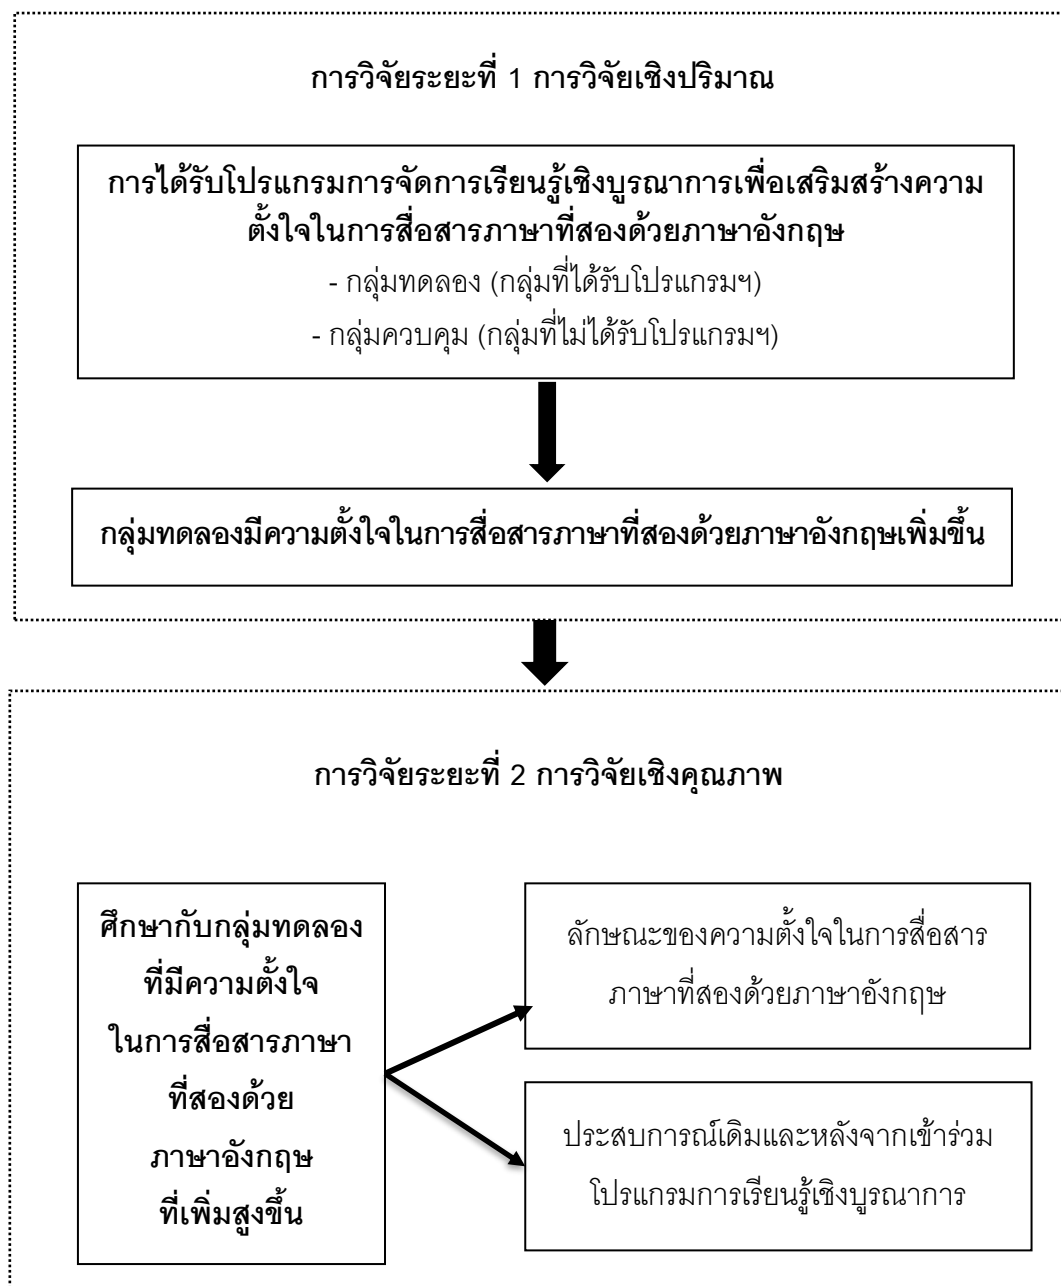 การวิจัยระยะที่ 1 การวิจัยเชิงปริมาณ
การได้รับโปรแกรมการจัดการเรียนรู้เชิงบูรณาการเพื่อเสริมสร้างความ
ตั้งใจในการสื่อสารภาษาที่สองด้วยภาษาอังกฤษ
- กลุ่มทดลอง (กลุ่มที่ได้รับโปรแกรมฯ)
- กลุ่มควบคุม (กลุ่มที่ไม่ได้รับโปรแกรมฯ)
กลุ่มทดลองมีความตั้งใจในการสื่อสารภาษาที่สองด้วยภาษาอังกฤษเพิ่มขึ้น
การวิจัยระยะที่ 2 การวิจัยเชิงคุณภาพ
ศึกษากับกลุ่มทดลอง
ที่มีความตั้งใจ
ในการสื่อสารภาษา
ที่สองด้วย
ภาษาอังกฤษ
ที่เพิ่มสูงขึ้น
ลักษณะของความตั้งใจในการสื่อสาร
ภาษาที่สองด้วยภาษาอังกฤษ
ประสบการณ์เดิมและหลังจากเข้าร่วม
โปรแกรมการเรียนรู้เชิงบูรณาการ